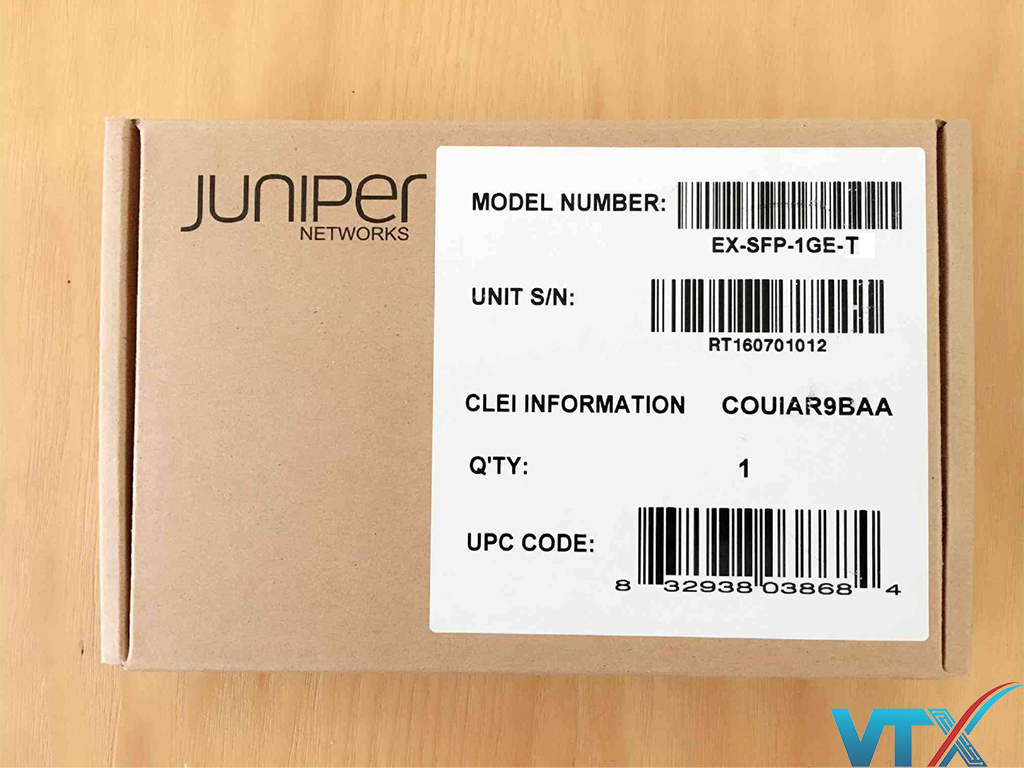 JUNIPER
NETWORKS
MODEL NUMBER:
EX-SFP-1GE-T
UNIT S/N:
RT160701012
CLEI INFORMATION COUIAR9BAA
Q'TY: 1
UPC CODE:
8 32938 03868 4
VTX